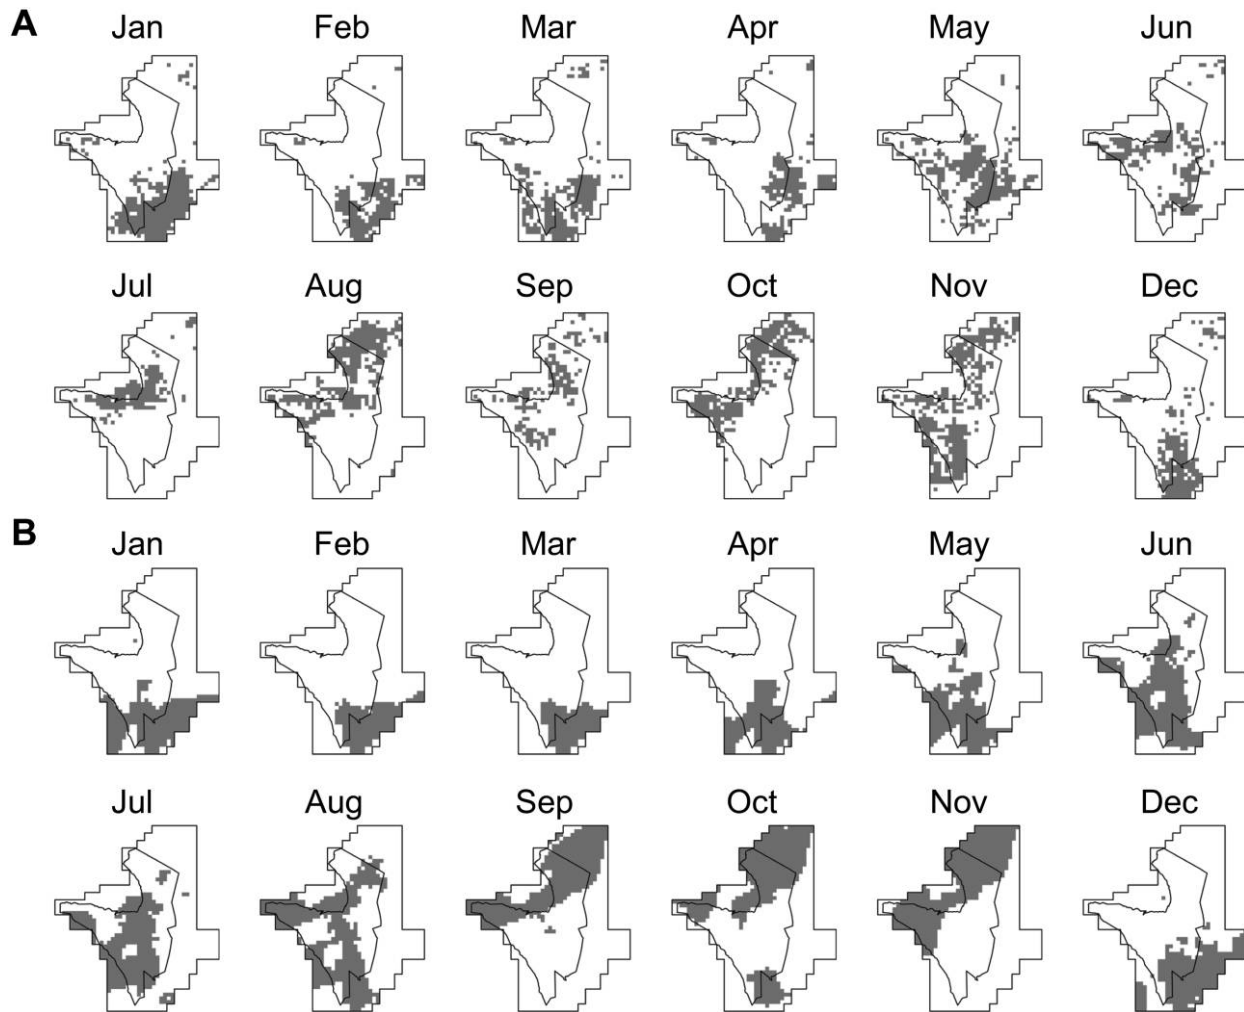 A
Jan Feb Mar Apr May Jun
Jul Aug Sep Oct Nov Dec
B
Jan Feb Mar Apr May Jun
Jul Aug Sep Oct Nov Dec